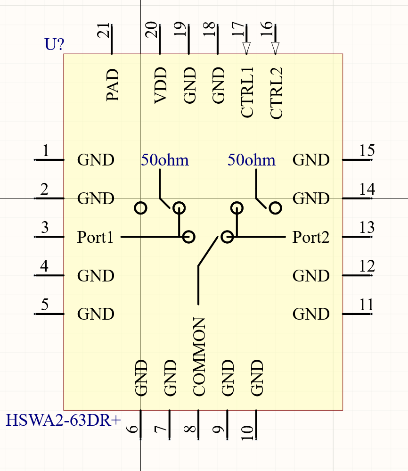 21 20 19 18 17 16
U?
PAD VDD GND GND CTRL1 CTRL2
1 GND 50ohm 50ohm GND 15
2 GND GND 14
3 Port1 Port2 13
4 GND GND 12
5 GND GND 11
GND GND COMMON GND GND
HSWA2-63DR+
6 7 8 9 10